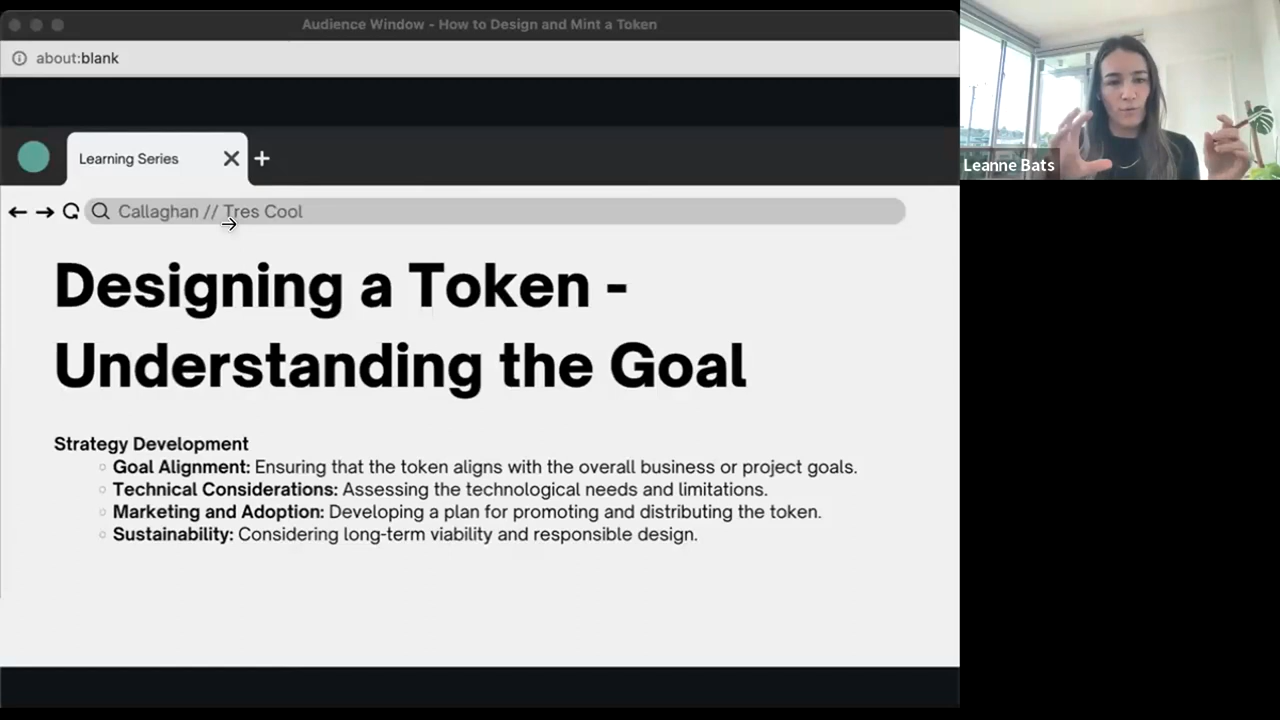 Audience Window - How to Design and Mint a Token
about:blank
Learning Series
Callaghan // Tres Cool
Designing a Token -
Understanding the Goal
Strategy Development
Goal Alignment: Ensuring that the token aligns with the overall business or project goals.
Technical Considerations: Assessing the technological needs and limitations.
Marketing and Adoption: Developing a plan for promoting and distributing the token.
Sustainability: Considering long-term viability and responsible design.
Leanne Bats